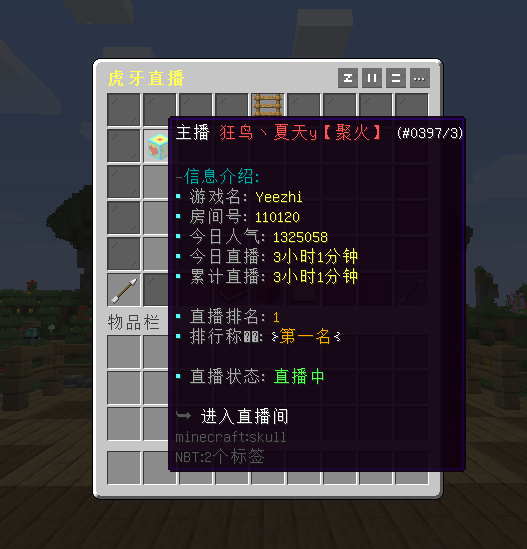 虎牙直播
主播 狂鸟丶夏天y【聚火】 (#0397/3)
-信息介绍:
游戏名: Yeezhi
房间号: 110120
今日人气: 1325058
今日直播: 3小时1分钟
累计直播: 3小时1分钟
直播排名: 1
排行称��: 第一名
直播状态: 直播中
进入直播间
minecraft:skull
NBT:2个标签
物品栏